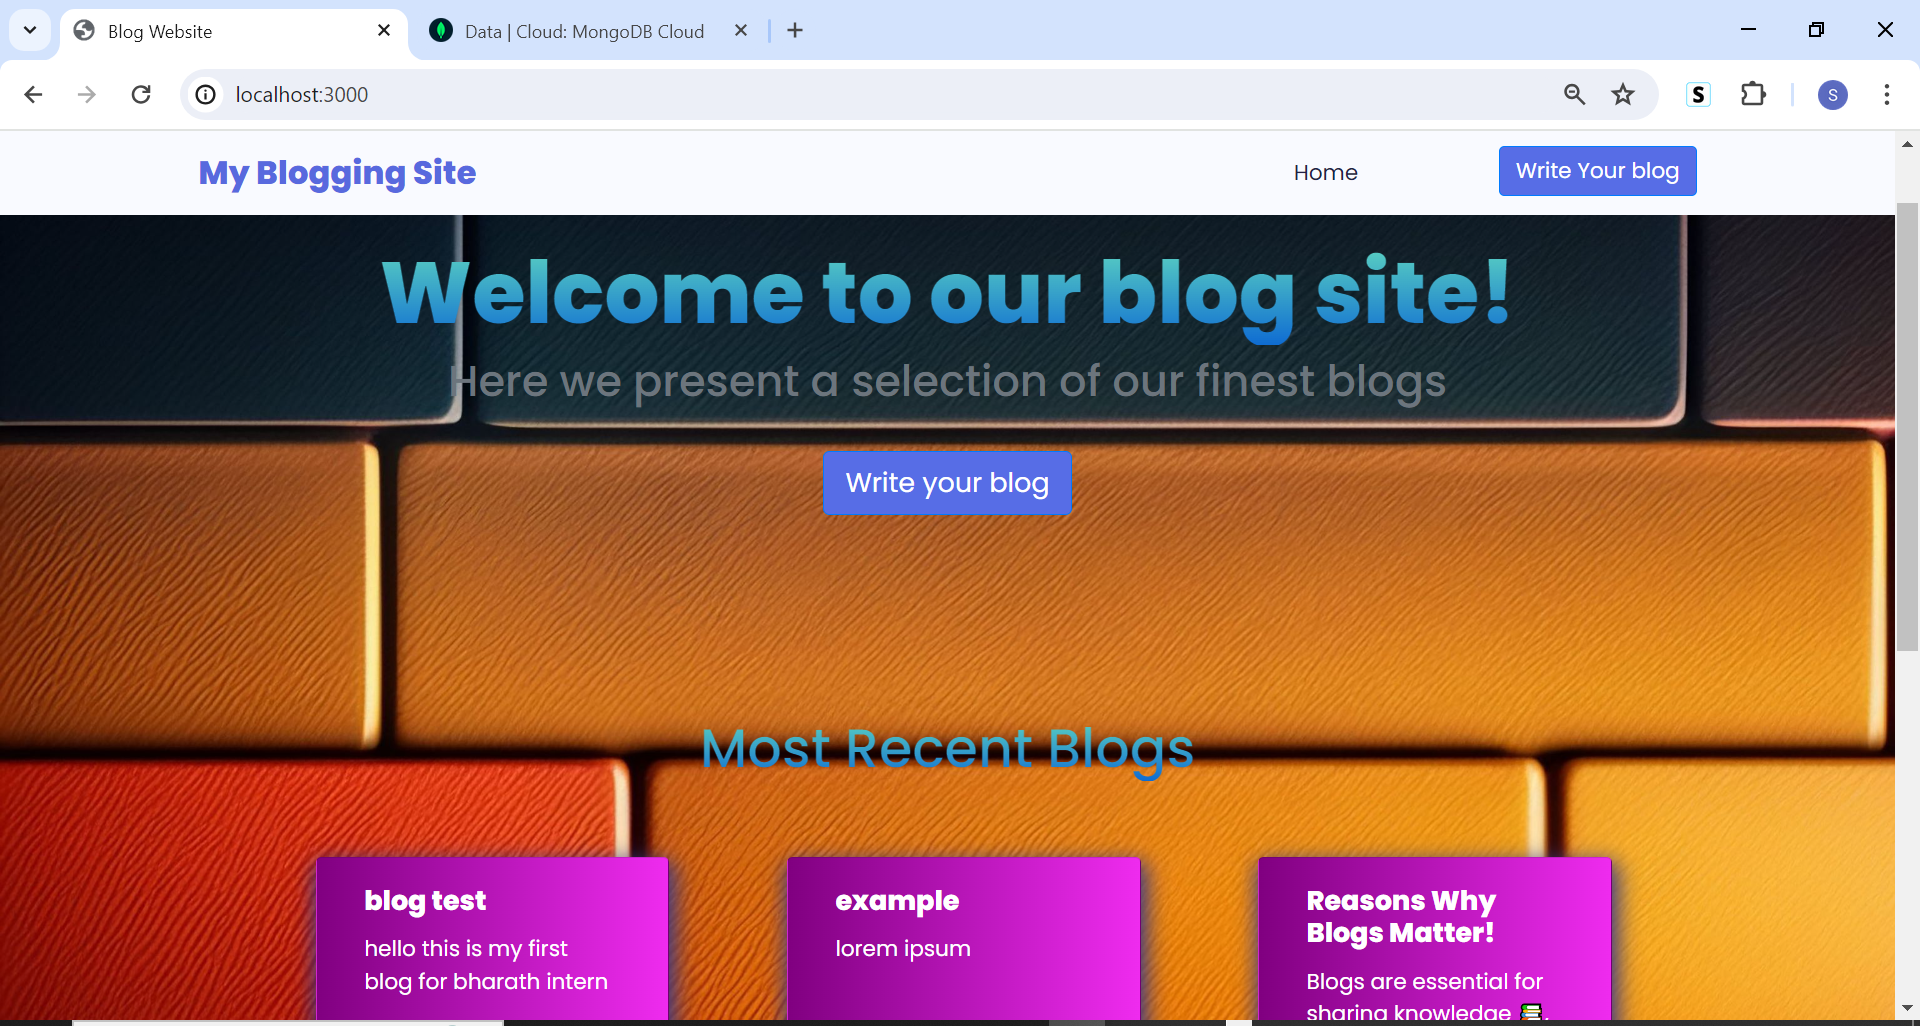 Blog Website
Data | Cloud: MongoDB Cloud
localhost:3000
S
S
My Blogging Site
Home
Write Your blog
Welcome to our blog site!
Here we present a selection of our finest blogs
Write your blog
Most Recent Blogs
blog test
hello this is my first
blog for bharath intern
example
lorem ipsum
Reasons Why
Blogs Matter!
Blogs are essential for
sharing knowledge 📚,